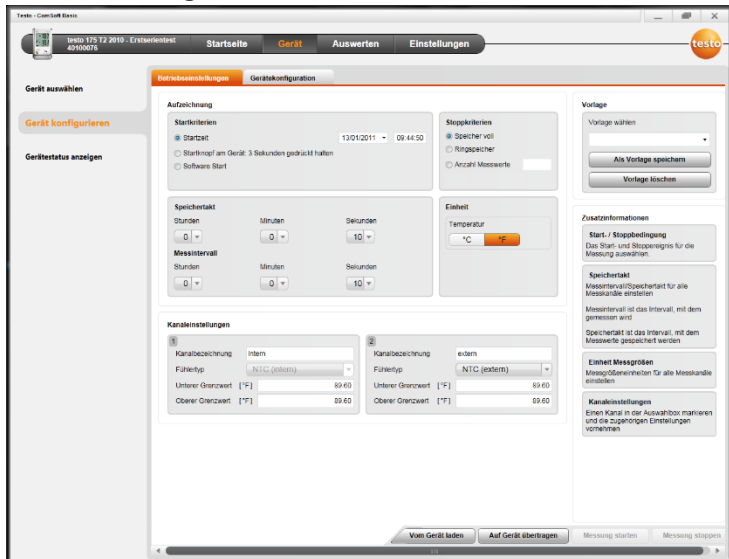 Testo - ComSoft Basic
testo 175 T2 2010 - Erstserientest
40100076
Startseite Gerät Auswerten Einstellungen
testo
Gerät auswählen
Gerät konfigurieren
Gerätestatus anzeigen
Betriebseinstellungen Gerätekonfiguration
Aufzeichnung
Startkriterien
Startzeit 13/01/2011 09:44:50
Startknopf am Gerät: 3 Sekunden gedrückt halten
Software Start
Stoppkriterien
Speicher voll
Ringspeicher
Anzahl Messwerte
Speichertakt
Stunden Minuten Sekunden
0 0 10
Messintervall
Stunden Minuten Sekunden
0 0 10
Einheit
Temperatur
°C °F
Kanaleinstellungen
1
Kanalbezeichnung Intern
Fühlertyp NTC (intern)
Unterer Grenzwert [°F] 89.60
Oberer Grenzwert [°F] 89.60
2
Kanalbezeichnung extern
Fühlertyp NTC (extern)
Unterer Grenzwert [°F] 89.60
Oberer Grenzwert [°F] 89.60
Vorlage
Vorlage wählen
Als Vorlage speichern
Vorlage löschen
Zusatzinformationen
Start- / Stoppbedingung
Das Start- und Stoppereignis für die
Messung auswählen.
Speichertakt
Messintervall/Speichertakt für alle
Messkanäle einstellen
Messintervall ist das Intervall, mit dem
gemessen wird
Speichertakt ist das Intervall, mit dem
Messwerte gespeichert werden
Einheit Messgrößen
Messgrößeneinheiten für alle Messkanäle
einstellen
Kanaleinstellungen
Einen Kanal in der Auswahlbox markieren
und die zugehörigen Einstellungen
vornehmen
Vom Gerät laden Auf Gerät übertragen Messung starten Messung stoppen